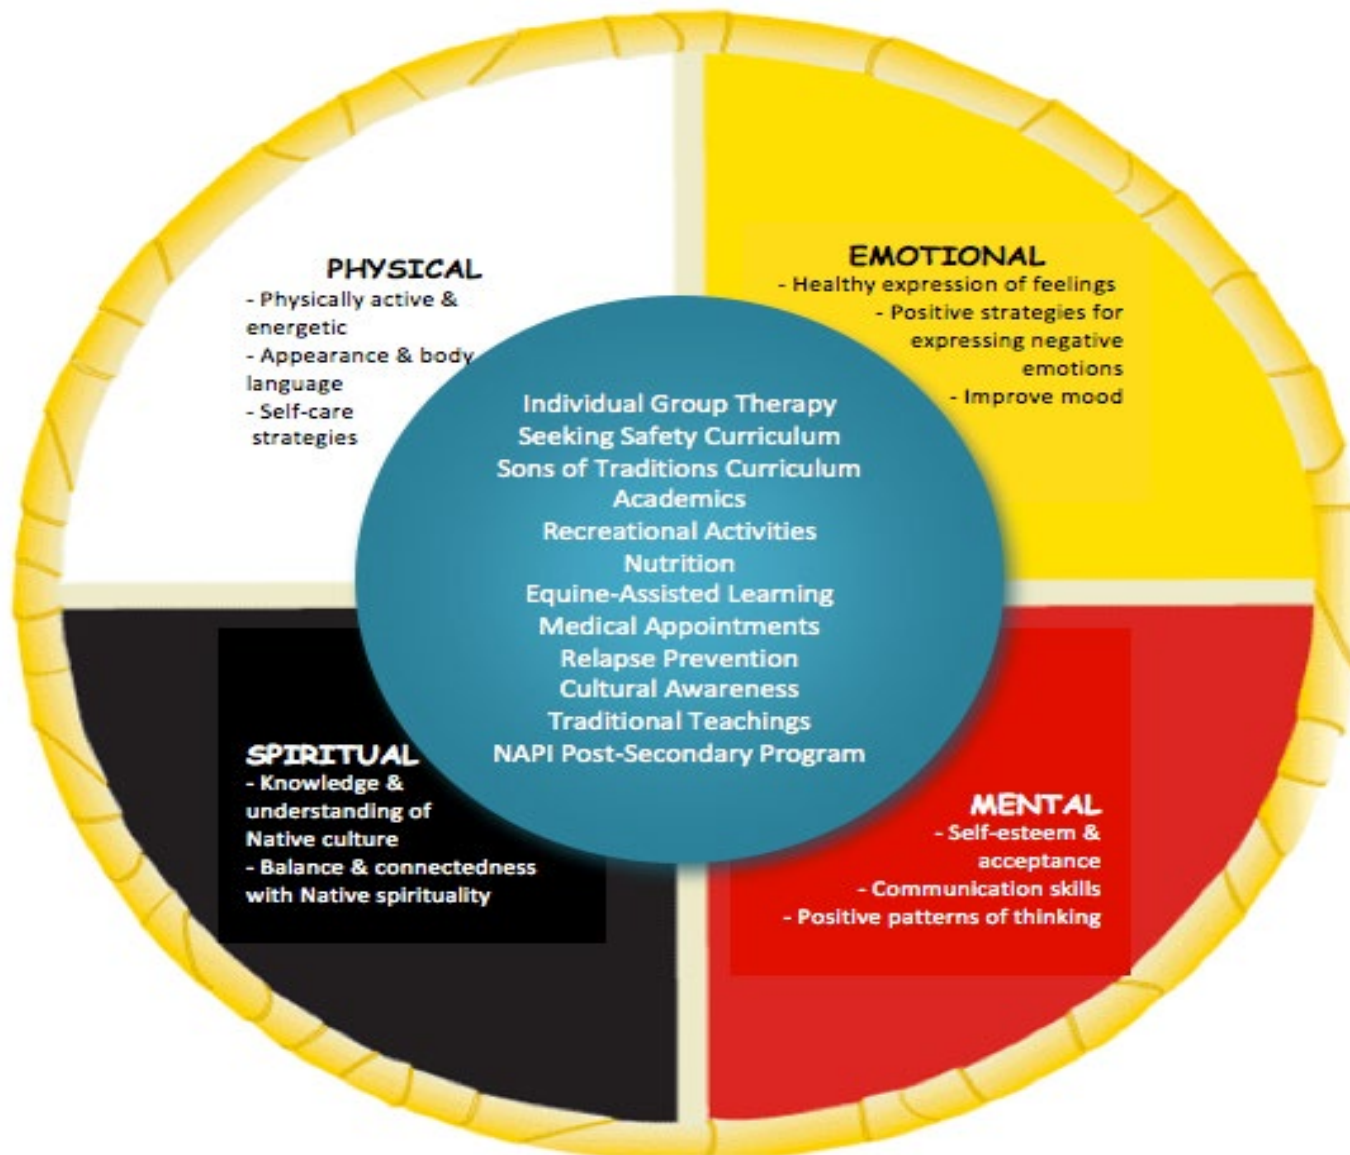 PHYSICAL
- Physically active &
energetic
- Appearance & body
language
- Self-care
strategies
EMOTIONAL
- Healthy expression of feelings
- Positive strategies for
expressing negative
emotions
- Improve mood
Individual Group Therapy
Seeking Safety Curriculum
Sons of Traditions Curriculum
Academics
Recreational Activities
Nutrition
Equine-Assisted Learning
Medical Appointments
Relapse Prevention
Cultural Awareness
Traditional Teachings
NAPI Post-Secondary Program
SPIRITUAL
- Knowledge &
understanding of
Native culture
- Balance & connectedness
with Native spirituality
MENTAL
- Self-esteem &
acceptance
- Communication skills
- Positive patterns of thinking